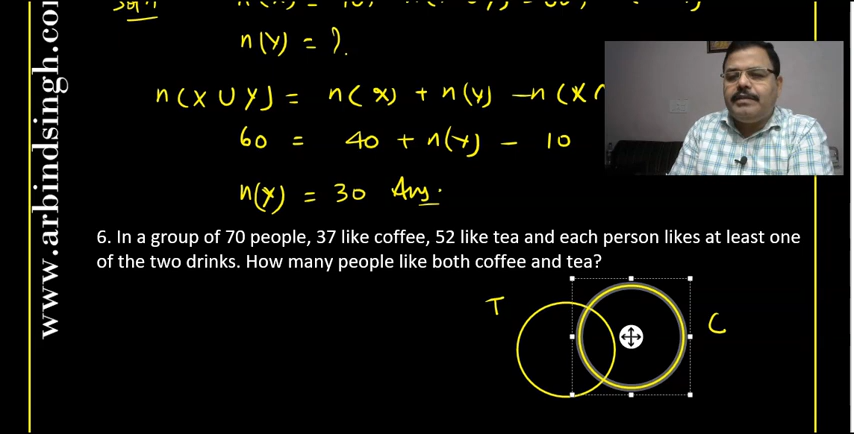 Soln
n(Y) = ?.
n(X ∪ Y) = n(X) + n(Y) – n(X
60 = 40 + n(Y) – 10
n(Y) = 30 Ans.
6. In a group of 70 people, 37 like coffee, 52 like tea and each person likes at least one
of the two drinks. How many people like both coffee and tea?
T
C
www.arbindsingh.co